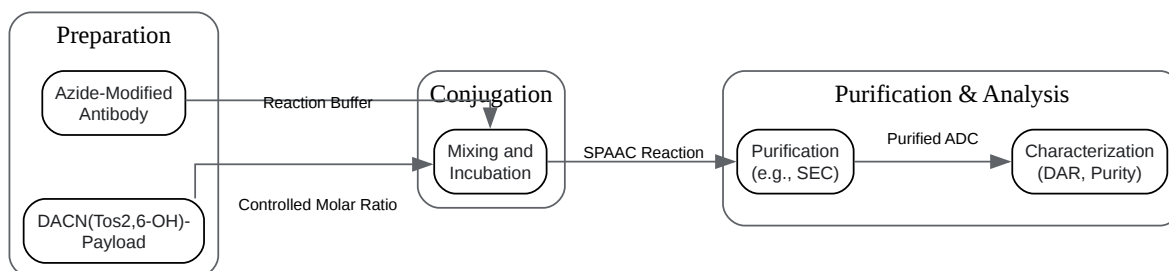 Preparation
Azide-Modified
Antibody
Reaction Buffer
DACN(Tos2,6-OH)-
Payload
Controlled Molar Ratio
Conjugation
Mixing and
Incubation
SPAAC Reaction
Purification & Analysis
Purification
(e.g., SEC)
Purified ADC
Characterization
(DAR, Purity)